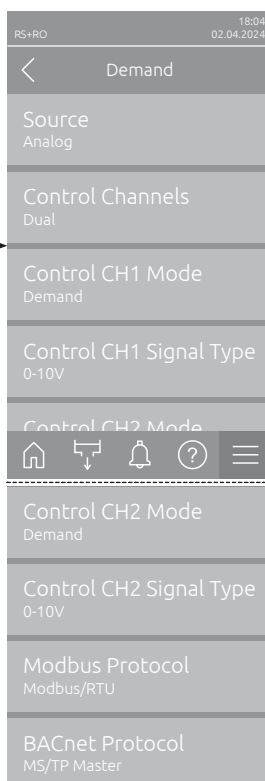 18:04
RS+RO 02.04.2024
Demand
Source
Analog
Control Channels
Dual
Control CH1 Mode
Demand
Control CH1 Signal Type
0-10V
Control CH2 Mode
?
Control CH2 Mode
Demand
Control CH2 Signal Type
0-10V
Modbus Protocol
Modbus/RTU
BACnet Protocol
MS/TP Master